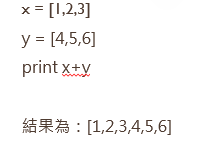 x = [1,2,3]
y = [4,5,6]
print x+y
結果為：[1,2,3,4,5,6]